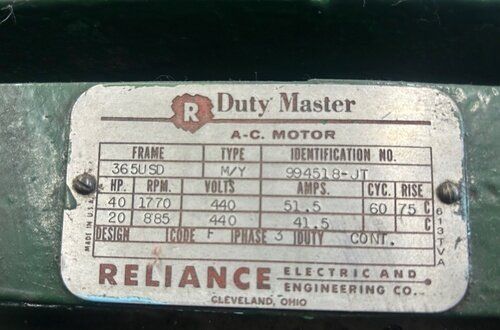 R Duty Master
A-C. MOTOR
FRAME TYPE IDENTIFICATION NO.
365USD M/Y 994518-JT
HP. RPM. VOLTS AMPS. CYC. RISE
40 1770 440 51.5 60 75 C
20 885 440 41.5 C
DESIGN CODE F PHASE 3 DUTY CONT.
RELIANCE ELECTRIC AND
ENGINEERING CO.
CLEVELAND, OHIO
MADE IN U.S.A.
613TVA